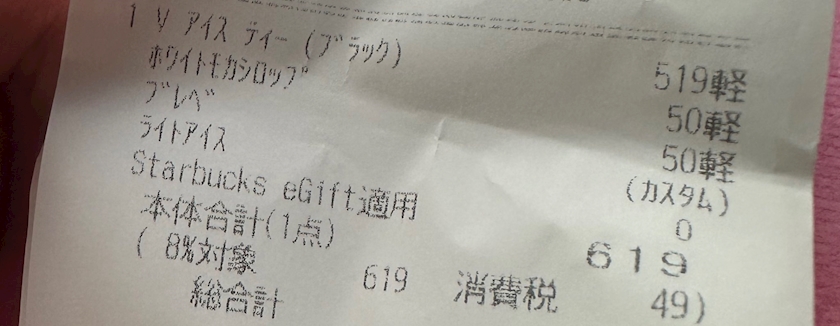 1 V アイス ティー (ブラック) 519軽
ホワイトモカシロップ 50軽
ブレベ 50軽
ライトアイス (カスタム)
Starbucks eGift適用 0
本体合計(1点) 619
( 8%対象 619 消費税 49)
総合計